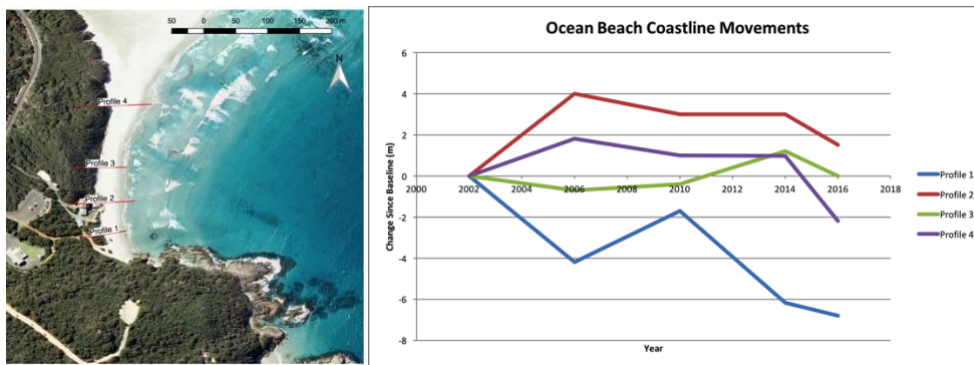 50 0 50 100 150 200 m
N
Profile 4
Profile 3
Profile 2
Profile 1
Ocean Beach Coastline Movements
Change Since Baseline (m)
6
4
2
0
-2
-4
-6
-8
2000 2002 2004 2006 2008 2010 2012 2014 2016 2018
Year
Profile 1
Profile 2
Profile 3
Profile 4